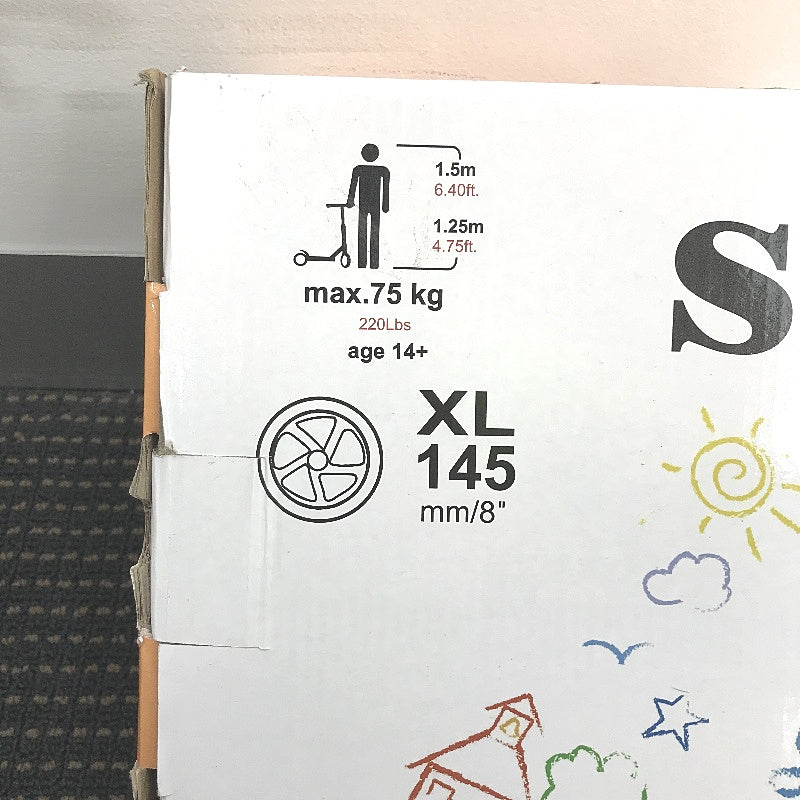 1.5m
6.40ft.
1.25m
4.75ft.
max.75 kg
220Lbs
age 14+
S
XL
145
mm/8"